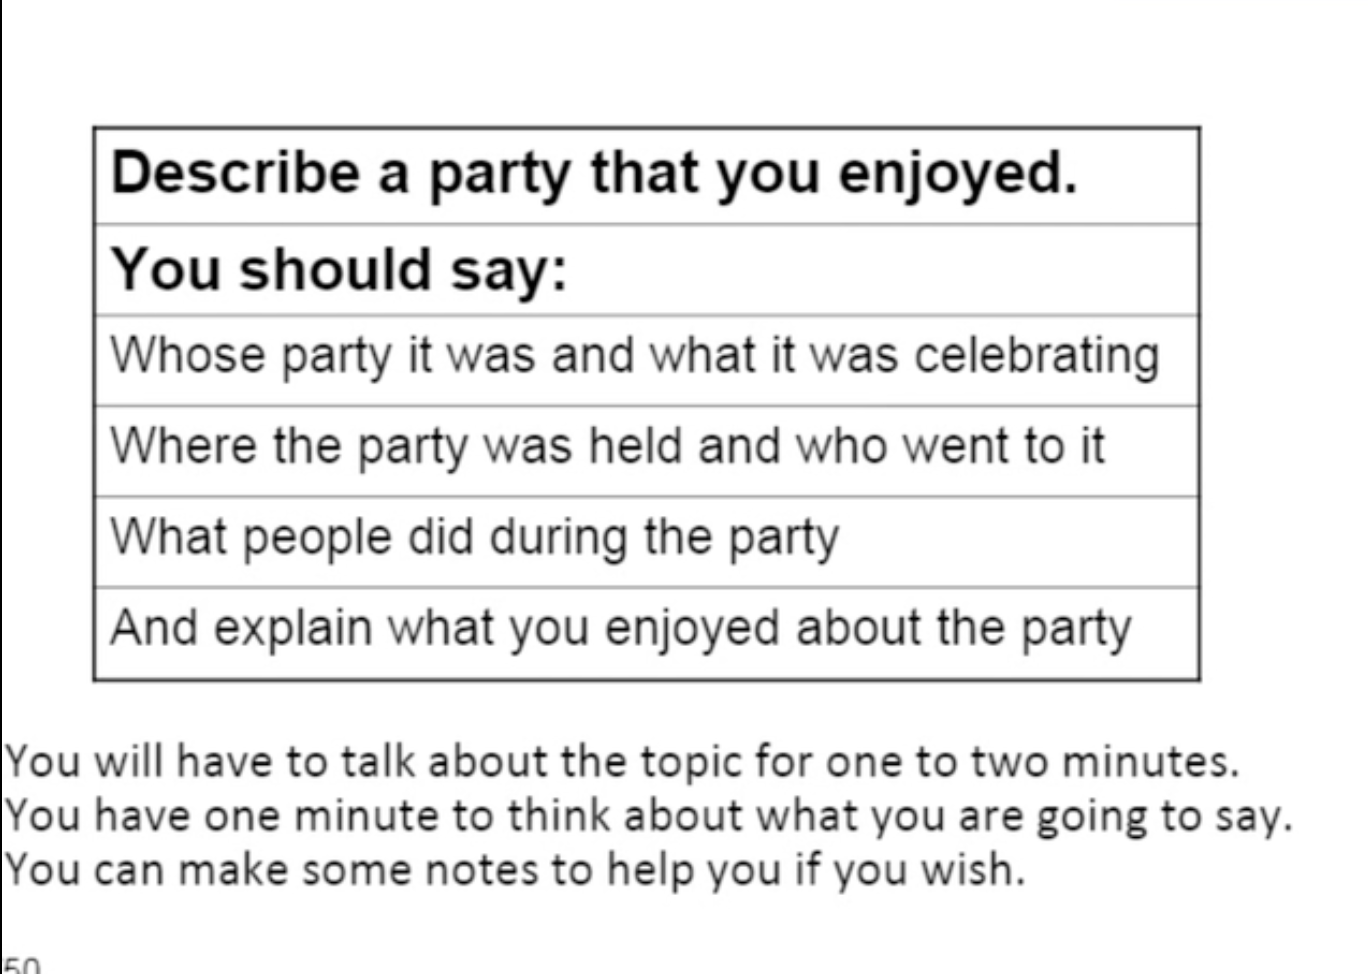 Describe a party that you enjoyed.
You should say:
Whose party it was and what it was celebrating
Where the party was held and who went to it
What people did during the party
And explain what you enjoyed about the party
You will have to talk about the topic for one to two minutes.
You have one minute to think about what you are going to say.
You can make some notes to help you if you wish.
50